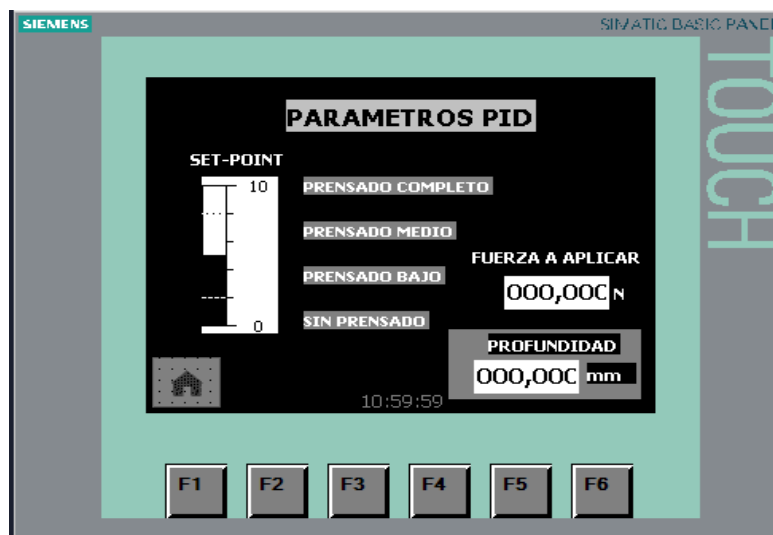 SIEMENS
SIMATIC BASIC PANEL
TOUCH
PARAMETROS PID
SET-POINT
10
PRENSADO COMPLETO
PRENSADO MEDIO
FUERZA A APLICAR
PRENSADO BAJO
000,000 N
0
SIN PRENSADO
PROFUNDIDAD
000,000 mm
10:59:59
F1 F2 F3 F4 F5 F6